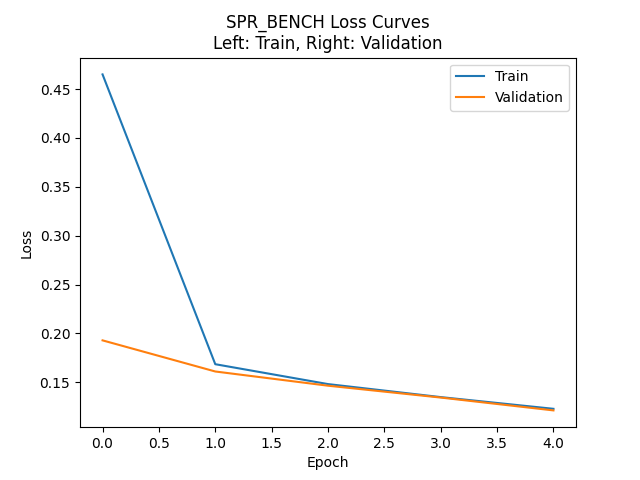 SPR_BENCH Loss Curves
Left: Train, Right: Validation
Train
Validation
Loss
0.45
0.40
0.35
0.30
0.25
0.20
0.15
0.0 0.5 1.0 1.5 2.0 2.5 3.0 3.5 4.0
Epoch